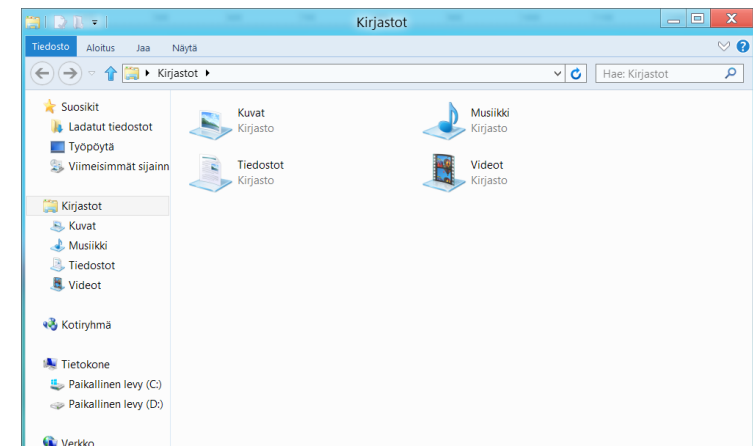 Kirjastot
Tiedosto Aloitus Jaa Näytä
Kirjastot
Hae: Kirjastot
Suosikit
Ladatut tiedostot
Työpöytä
Viimeisimmät sijainn
Kirjastot
Kuvat
Musiikki
Tiedostot
Videot
Kotiryhmä
Tietokone
Paikallinen levy (C:)
Paikallinen levy (D:)
Verkko
Kuvat
Kirjasto
Musiikki
Kirjasto
Tiedostot
Kirjasto
Videot
Kirjasto